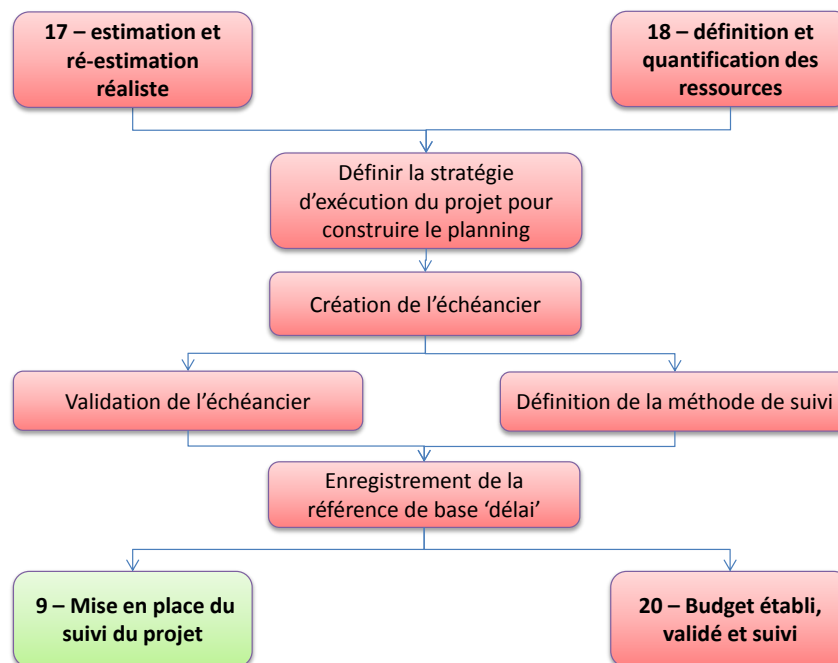 17 – estimation et
ré-estimation
réaliste
18 – définition et
quantification des
ressources
Définir la stratégie
d’exécution du projet pour
construire le planning
Création de l’échéancier
Validation de l’échéancier
Définition de la méthode de suivi
Enregistrement de la
référence de base ‘délai’
9 – Mise en place du
suivi du projet
20 – Budget établi,
validé et suivi